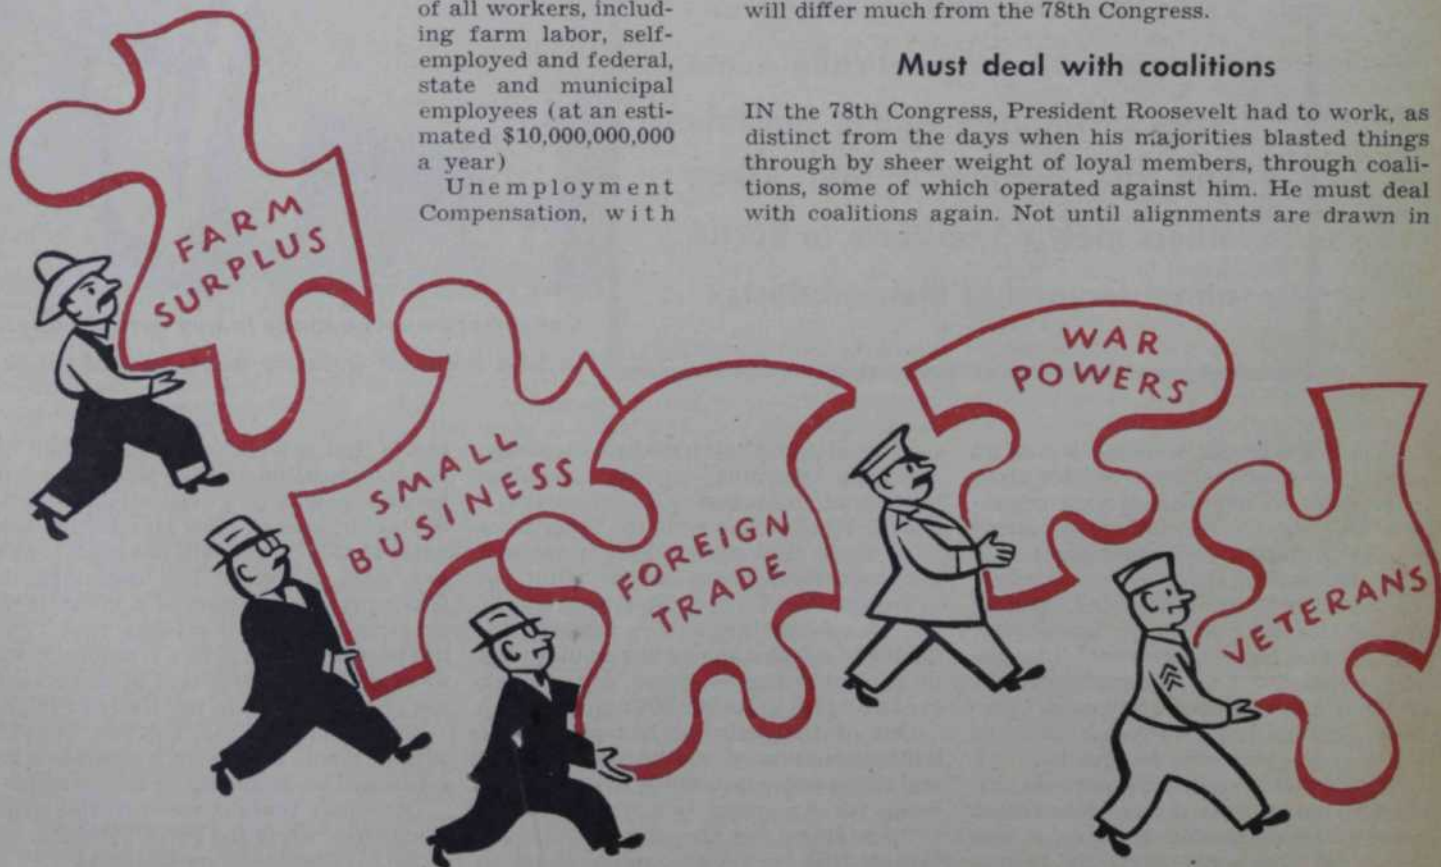 of all workers, includ-
ing farm labor, self-
employed and federal,
state and municipal
employees (at an esti-
mated $10,000,000,000
a year)
Unemployment
Compensation, with
will differ much from the 78th Congress.
Must deal with coalitions
IN the 78th Congress, President Roosevelt had to work, as
distinct from the days when his majorities blasted things
through by sheer weight of loyal members, through coali-
tions, some of which operated against him. He must deal
with coalitions again. Not until alignments are drawn in
FARM
SURPLUS
SMALL
BUSINESS
FOREIGN
TRADE
WAR
POWERS
VETERANS